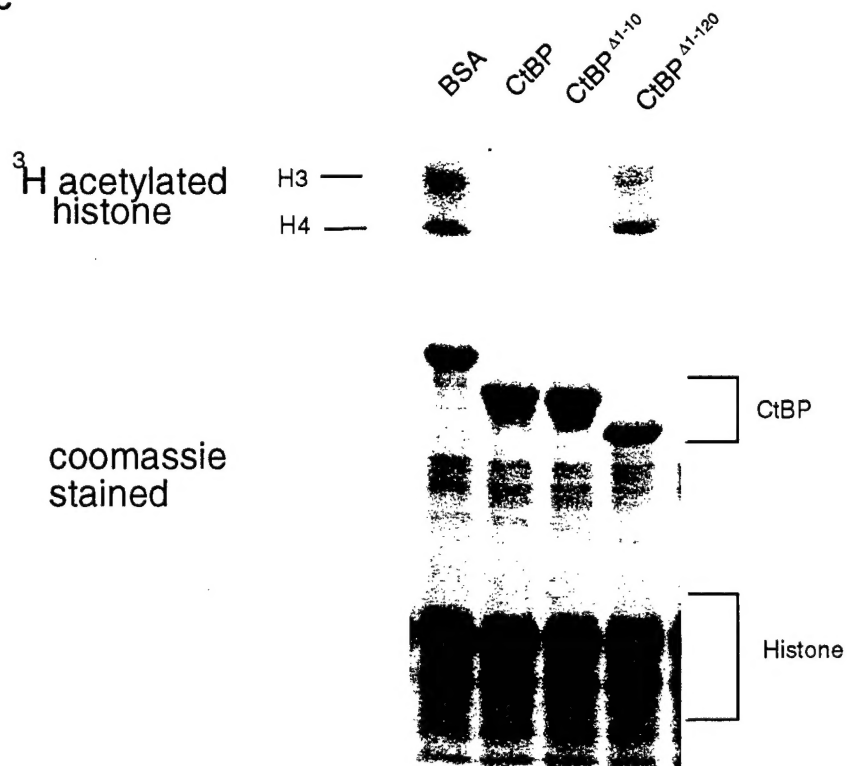 BSA
CtBP
CtBP Δ1-10
CtBP Δ1-120
3H acetylated
histone
H3
H4
coomassie
stained
CtBP
Histone